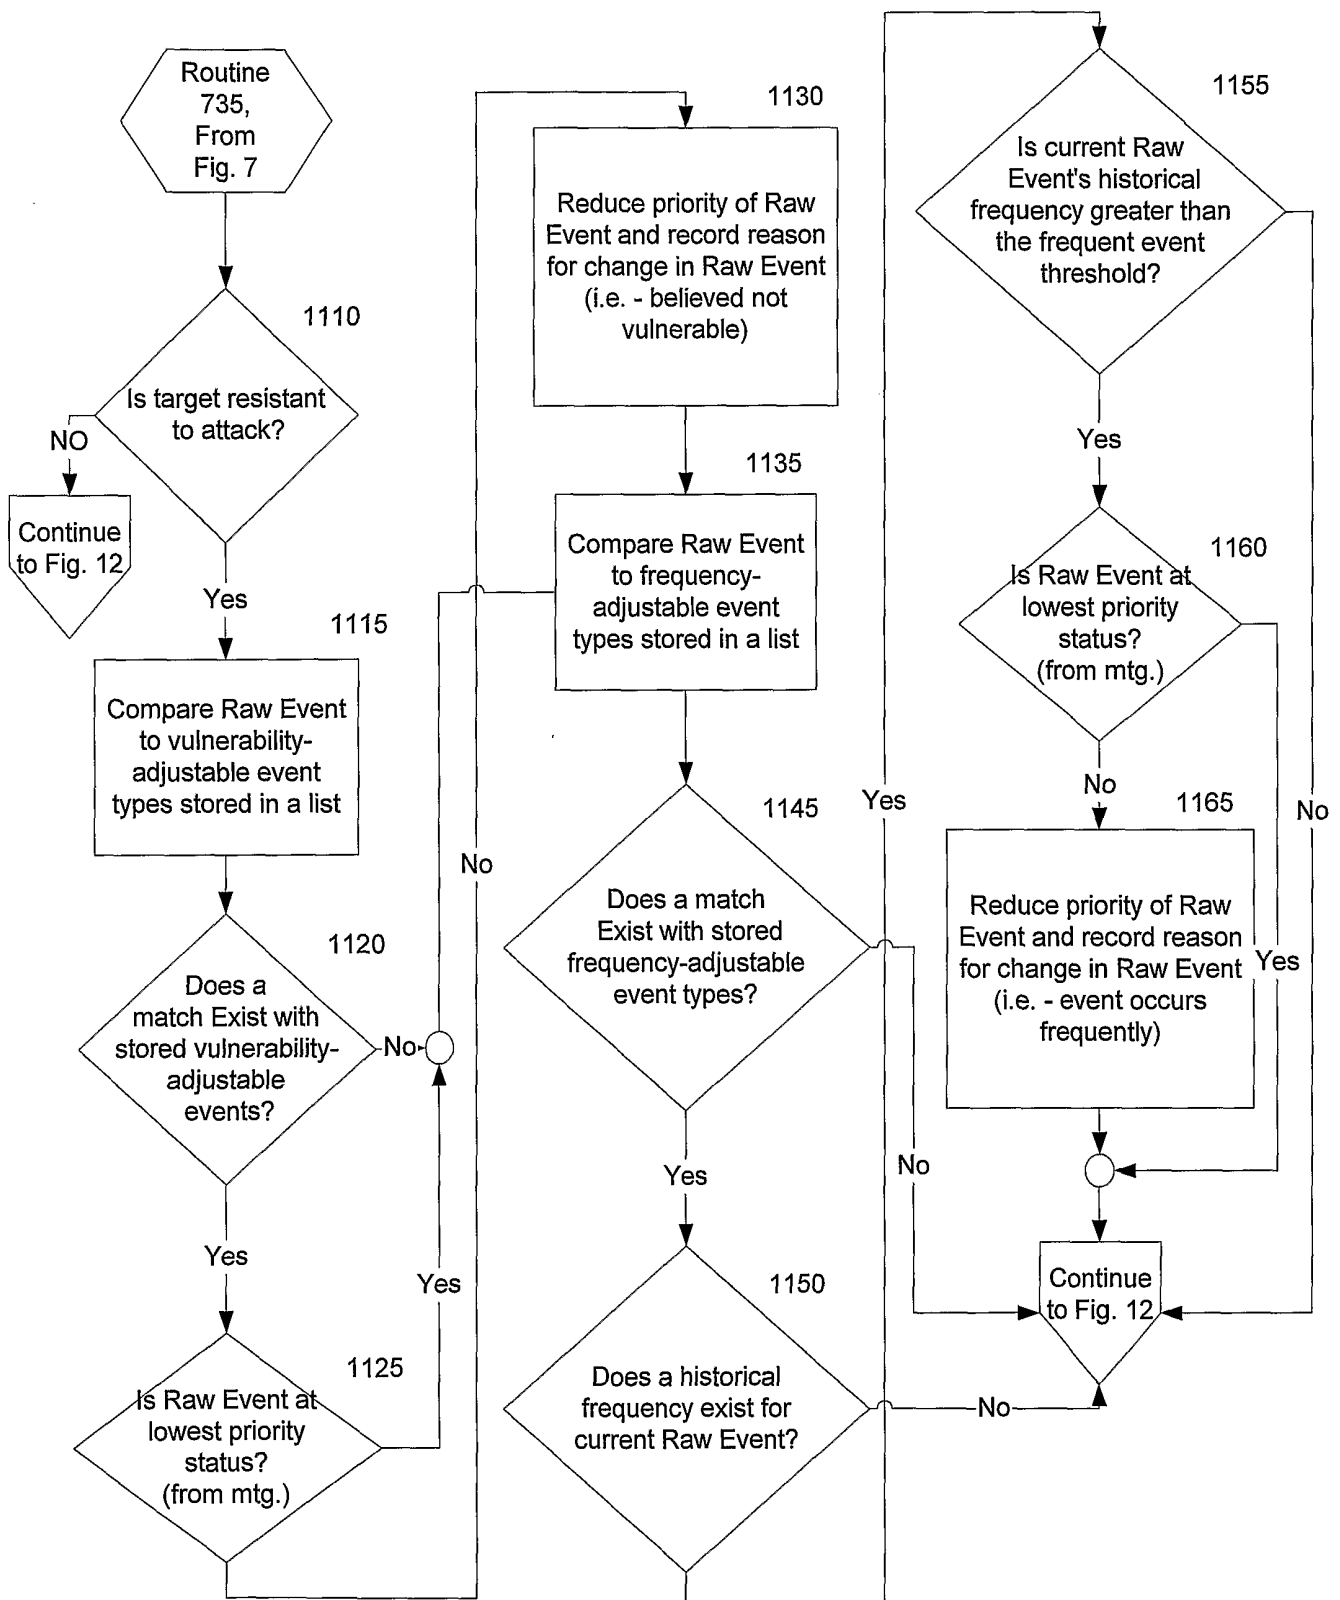 Routine
735,
From
Fig. 7
1110
Is target resistant
to attack?
NO
Continue
to Fig. 12
Yes
1115
Compare Raw Event
to vulnerability-
adjustable event
types stored in a list
1120
Does a
match Exist with
stored vulnerability-
adjustable
events?
No
Yes
1125
Is Raw Event at
lowest priority
status?
(from mtg.)
Yes
No
1130
Reduce priority of Raw
Event and record reason
for change in Raw Event
(i.e. - believed not
vulnerable)
1135
Compare Raw Event
to frequency-
adjustable event
types stored in a list
1145
Does a match
Exist with stored
frequency-adjustable
event types?
No
Yes
1150
Does a historical
frequency exist for
current Raw Event?
No
Yes
1155
Is current Raw
Event's historical
frequency greater than
the frequent event
threshold?
No
Yes
1160
Is Raw Event at
lowest priority
status?
(from mtg.)
Yes
No
1165
Reduce priority of Raw
Event and record reason
for change in Raw Event
(i.e. - event occurs
frequently)
Continue
to Fig. 12